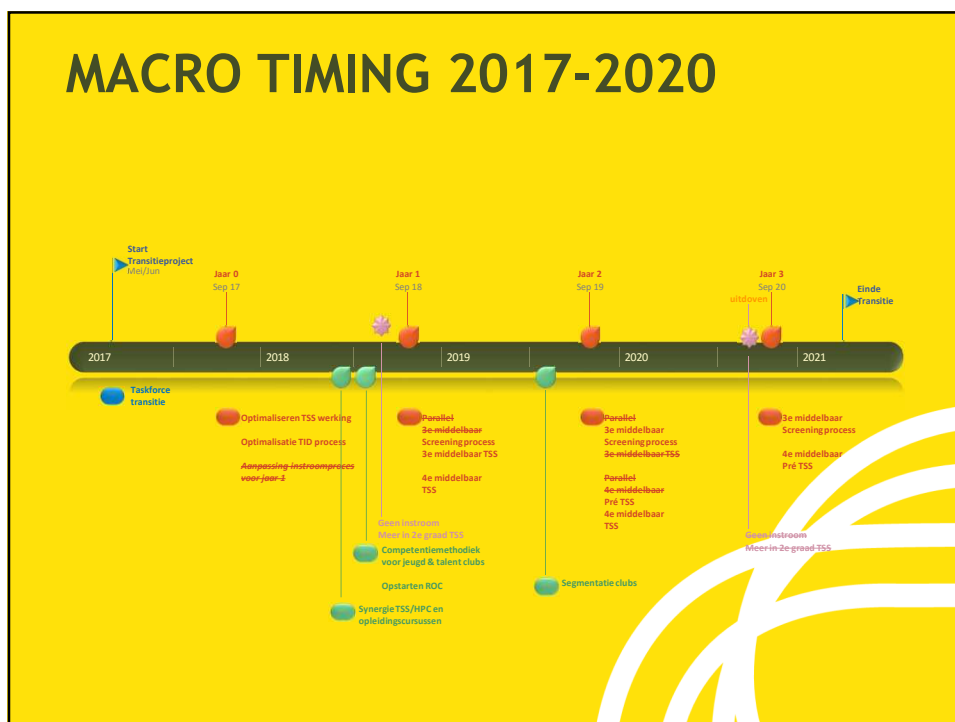 MACRO TIMING 2017-2020
Start
Transitieproject
Mei/Jun
Jaar 0
Sep 17
Jaar 1
Sep 18
Jaar 2
Sep 19
Jaar 3
Sep 20
uitdoven
Einde
Transitie
2017
2018
2019
2020
2021
Taskforce
transitie
Optimaliseren TSS werking
Optimalisatie TID process
Aanpassing instroomproces
voor jaar 1
Parallel
3e middelbaar
Screening process
3e middelbaar TSS
4e middelbaar
TSS
Parallel
3e middelbaar
Screening process
3e middelbaar TSS
Parallel
4e middelbaar
Pré TSS
4e middelbaar
TSS
3e middelbaar
Screening process
4e middelbaar
Pré TSS
Geen instroom
Meer in 2e graad TSS
Geen instroom
Meer in 2e graad TSS
Competentiemethodiek
voor jeugd & talent clubs
Opstarten ROC
Segmentatie clubs
Synergie TSS/HPC en
opleidingscursussen